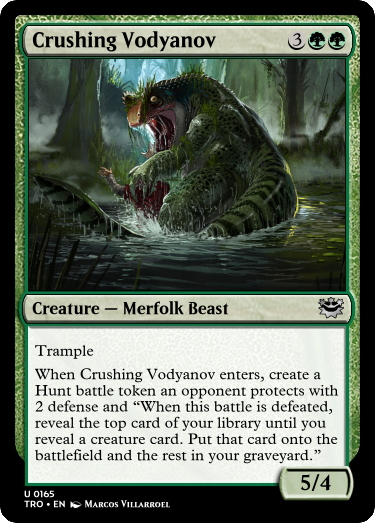 Crushing Vodyanov 3
Creature — Merfolk Beast
Trample
When Crushing Vodyanov enters, create a
Hunt battle token an opponent protects with
2 defense and “When this battle is defeated,
reveal the top card of your library until you
reveal a creature card. Put that card onto the
battlefield and the rest in your graveyard.”
5/4
U 0165
TRO • EN Marcos Villarroel